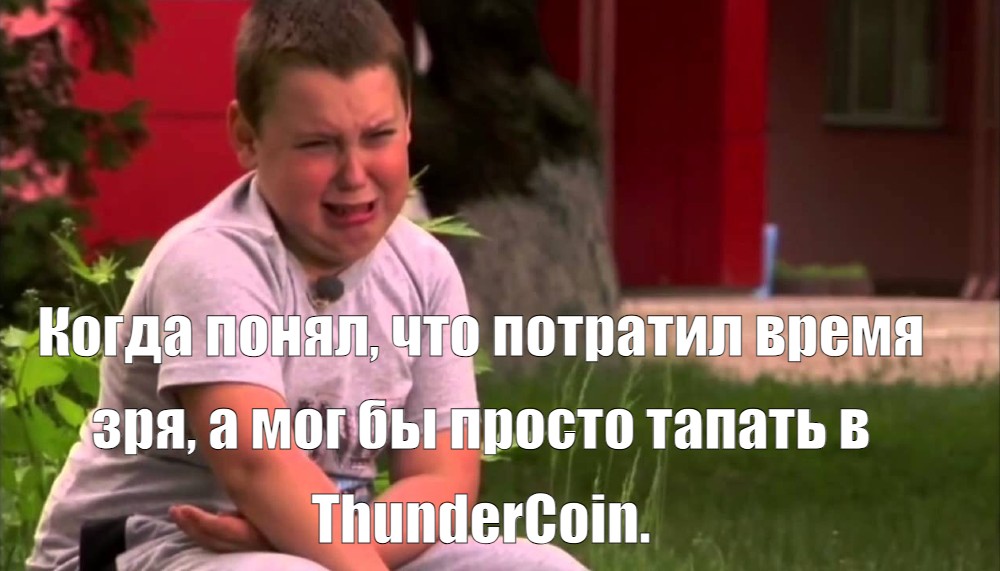 Когда понял, что потратил время
зря, а мог бы просто тапать в
ThunderCoin.